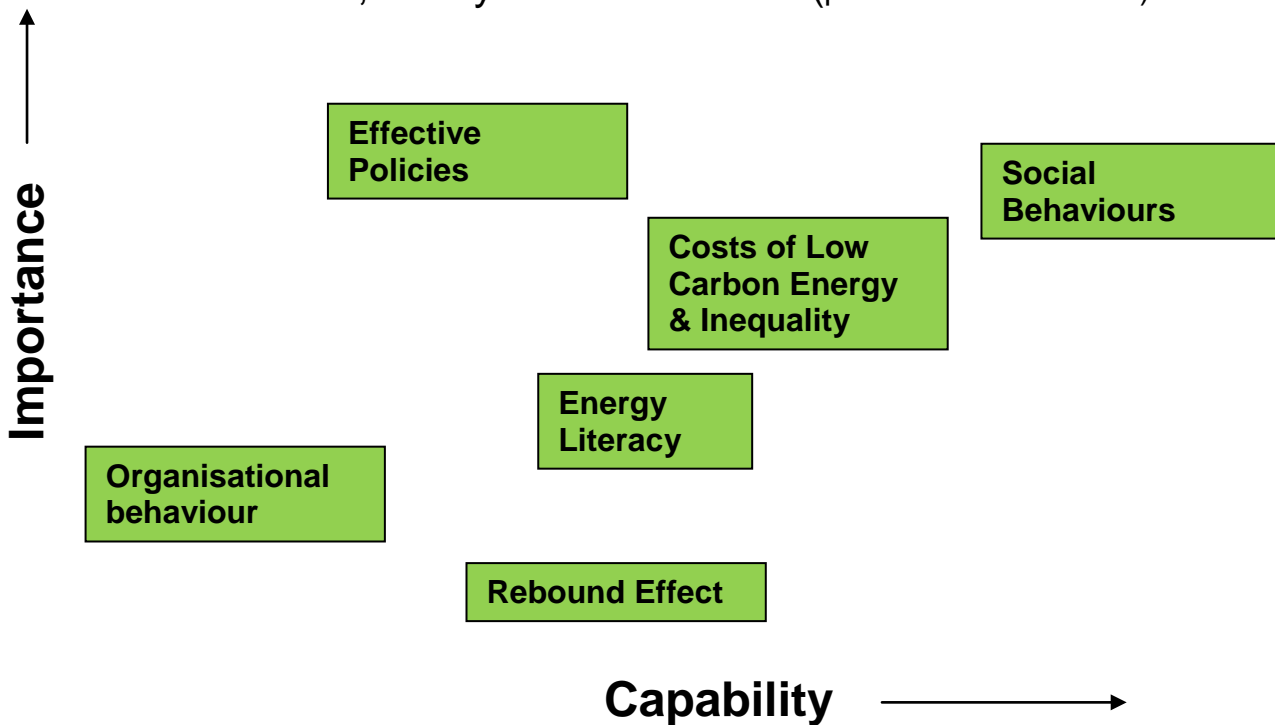 Effective
Policies
Social
Behaviours
Costs of Low
Carbon Energy
& Inequality
Importance
Energy
Literacy
Organisational
behaviour
Rebound Effect
Capability